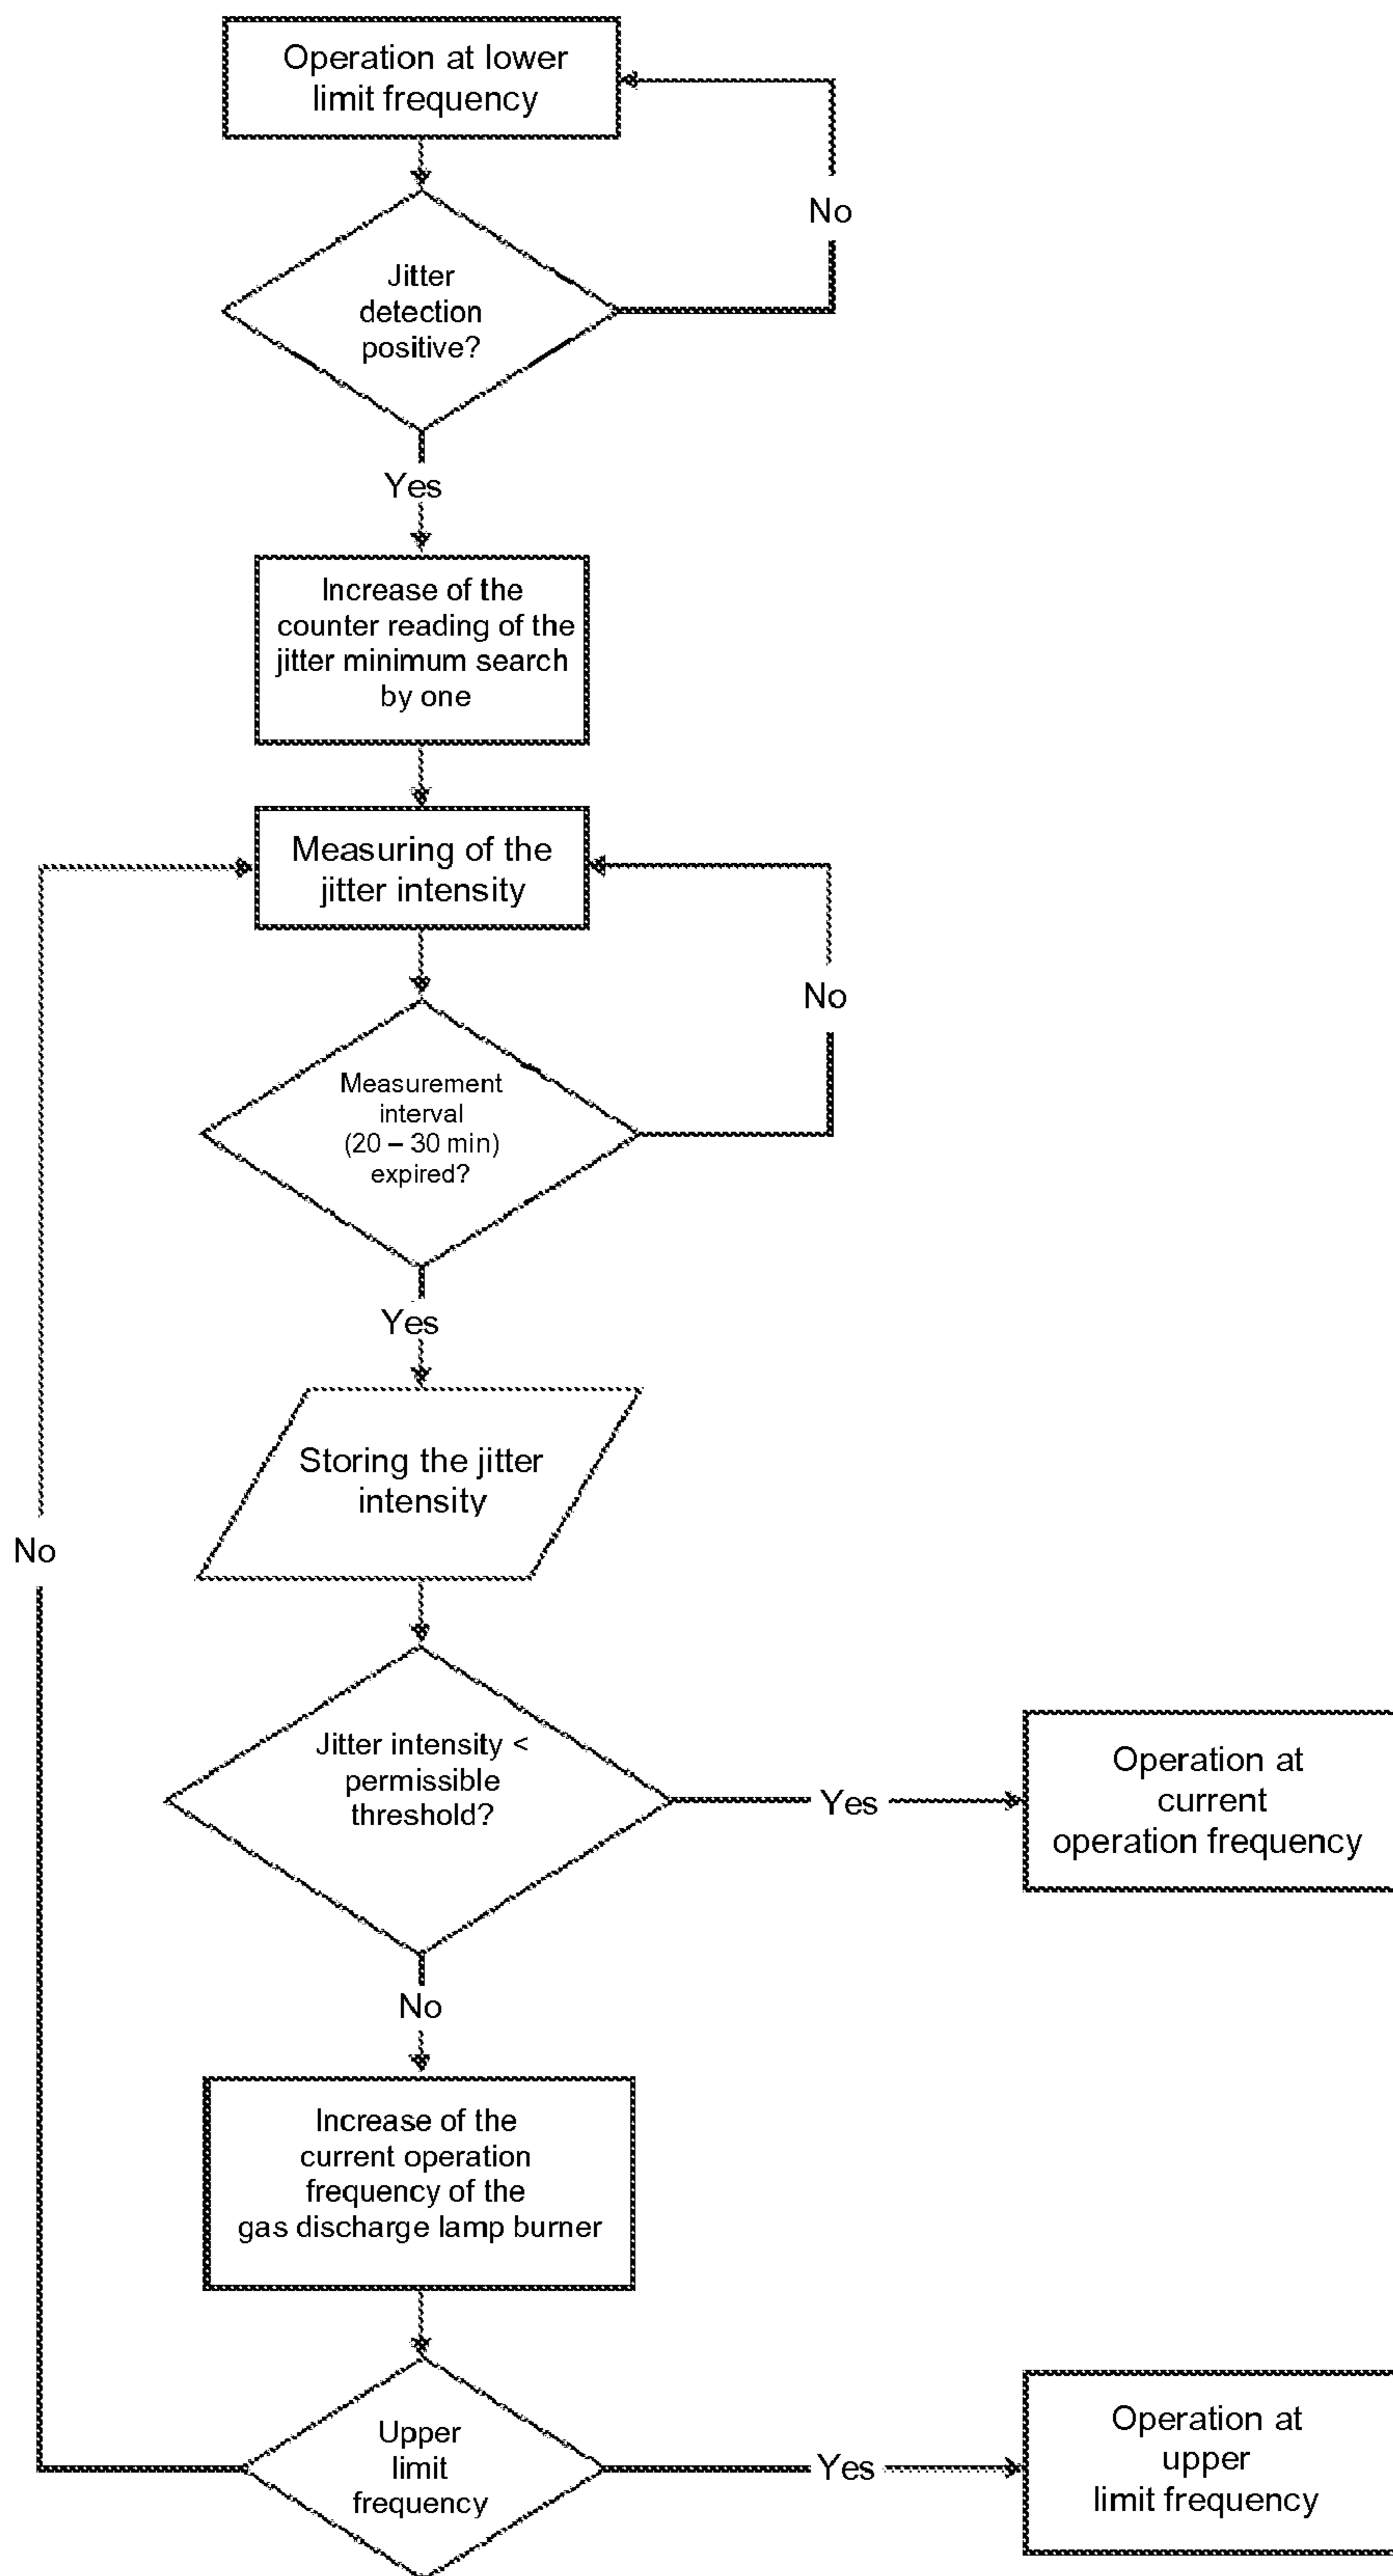 Operation at lower
limit frequency
No
Jitter
detection
positive?
Yes
Increase of the
counter reading of the
jitter minimum search
by one
Measuring of the
jitter intensity
No
Measurement
interval
(20 – 30 min)
expired?
Yes
Storing the jitter
intensity
No
Jitter intensity <
permissible
threshold?
Yes
Operation at
current
operation frequency
No
Increase of the
current operation
frequency of the
gas discharge lamp burner
Upper
limit
frequency
Yes
Operation at
upper
limit frequency